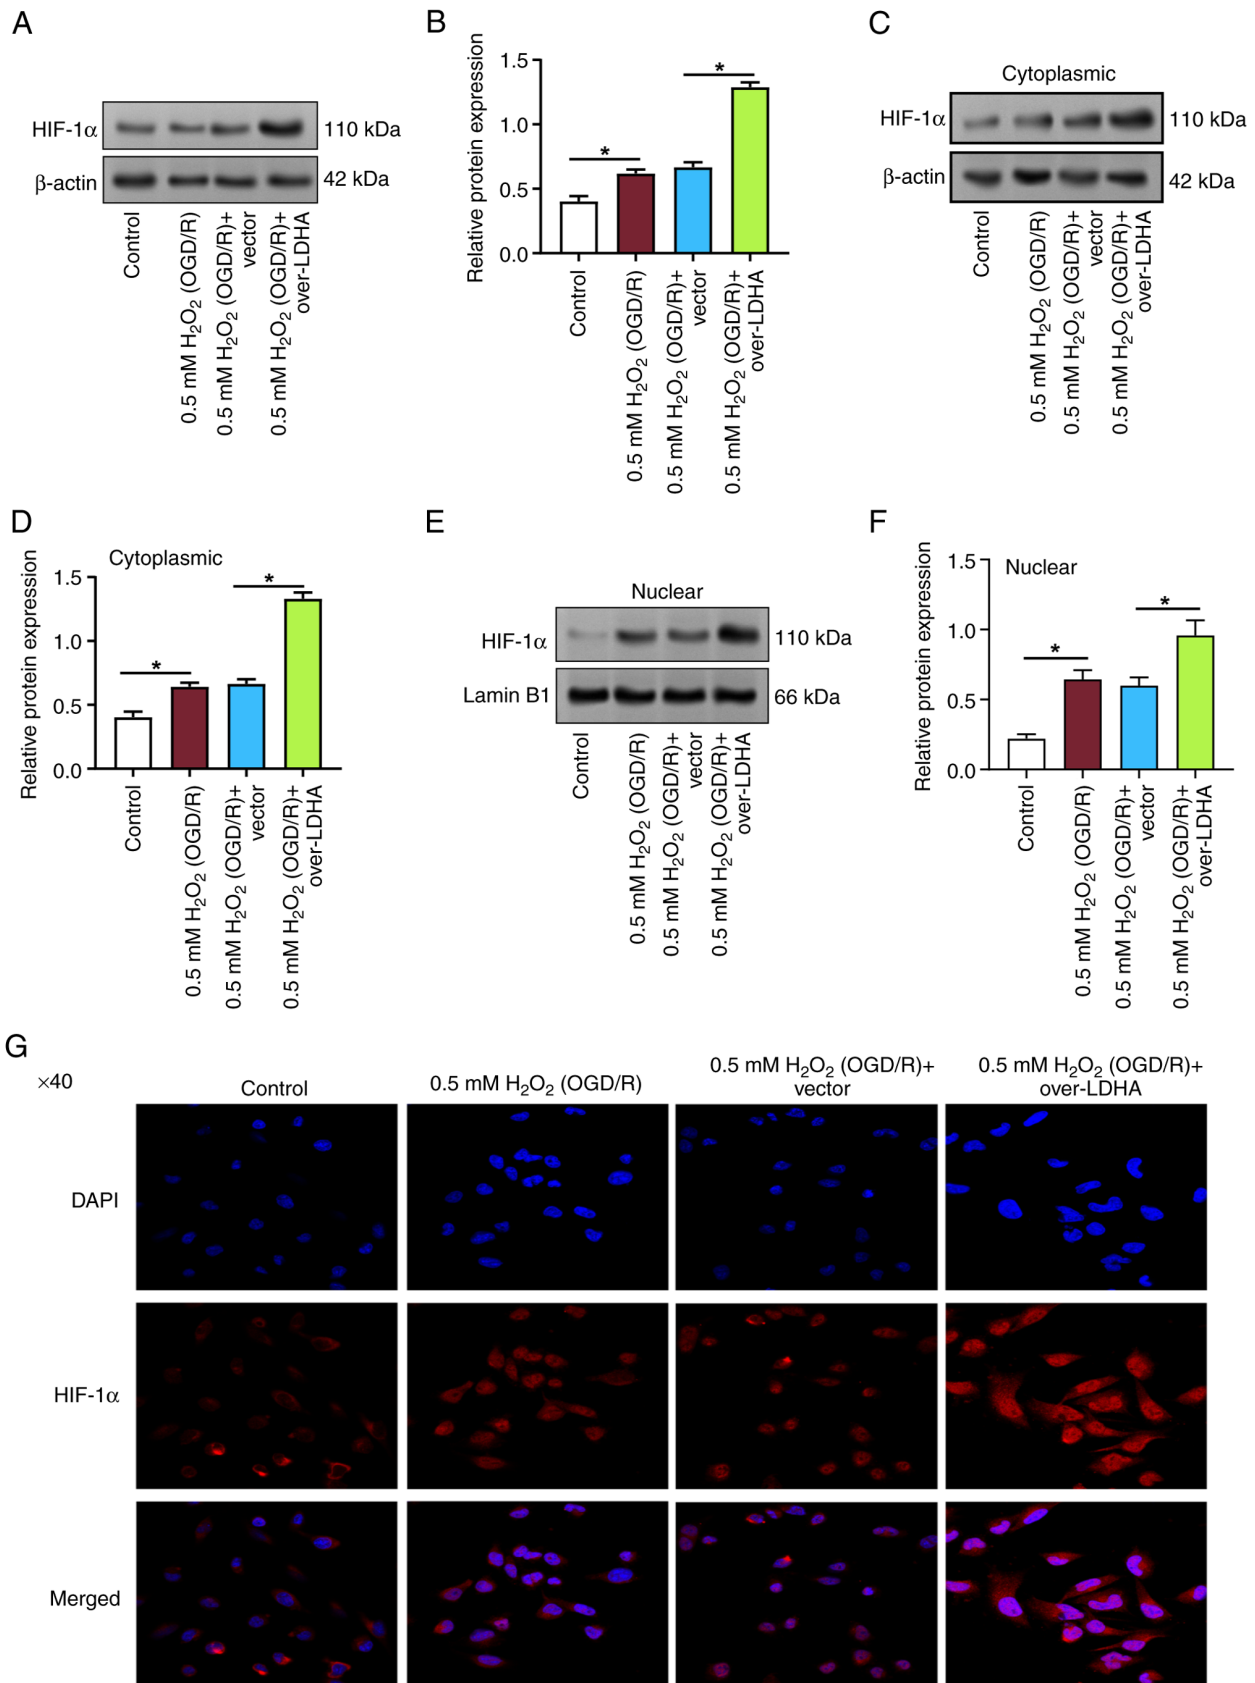 A
HIF-1α
110 kDa
β-actin
42 kDa
Control
0.5 mM H₂O₂ (OGD/R)
0.5 mM H₂O₂ (OGD/R)+
vector
0.5 mM H₂O₂ (OGD/R)+
over-LDHA
B
Relative protein expression
1.5
1.0
0.5
0.0
*
*
Control
0.5 mM H₂O₂ (OGD/R)
0.5 mM H₂O₂ (OGD/R)+
vector
0.5 mM H₂O₂ (OGD/R)+
over-LDHA
C
Cytoplasmic
HIF-1α
110 kDa
β-actin
42 kDa
Control
0.5 mM H₂O₂ (OGD/R)
0.5 mM H₂O₂ (OGD/R)+
vector
0.5 mM H₂O₂ (OGD/R)+
over-LDHA
D
Cytoplasmic
Relative protein expression
1.5
1.0
0.5
0.0
*
*
Control
0.5 mM H₂O₂ (OGD/R)
0.5 mM H₂O₂ (OGD/R)+
vector
0.5 mM H₂O₂ (OGD/R)+
over-LDHA
E
Nuclear
HIF-1α
110 kDa
Lamin B1
66 kDa
Control
0.5 mM H₂O₂ (OGD/R)
0.5 mM H₂O₂ (OGD/R)+
vector
0.5 mM H₂O₂ (OGD/R)+
over-LDHA
F
Nuclear
Relative protein expression
1.5
1.0
0.5
0.0
*
*
Control
0.5 mM H₂O₂ (OGD/R)
0.5 mM H₂O₂ (OGD/R)+
vector
0.5 mM H₂O₂ (OGD/R)+
over-LDHA
G
×40
Control
0.5 mM H₂O₂ (OGD/R)
0.5 mM H₂O₂ (OGD/R)+
vector
0.5 mM H₂O₂ (OGD/R)+
over-LDHA
DAPI
HIF-1α
Merged